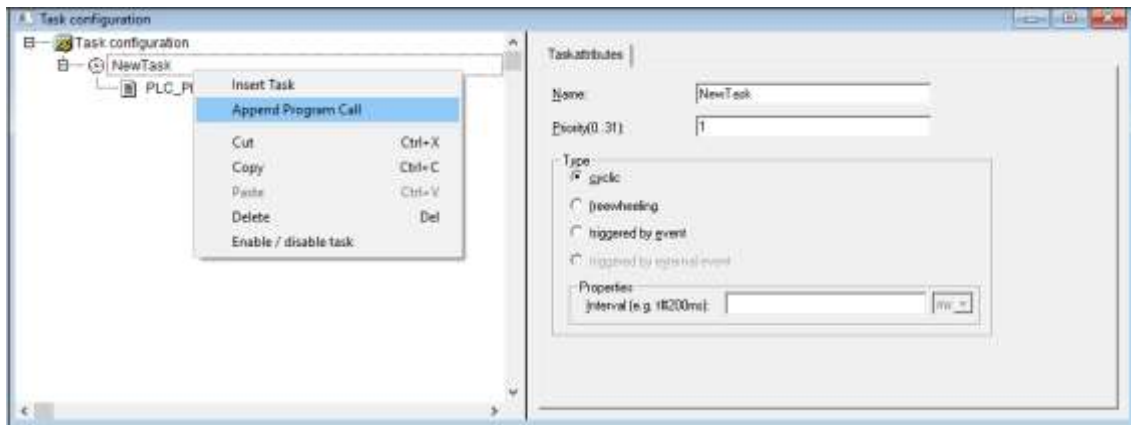 Task configuration
Task configuration
NewTask
PLC_P
Insert Task
Append Program Call
Cut Ctrl+X
Copy Ctrl+C
Paste Ctrl+V
Delete Del
Enable / disable task
Taskattributes
Name: NewTask
Priority(0..31): 1
Type
cyclic
freewheeling
triggered by event
triggered by external event
Properties
Interval (e.g. t#200ms): ms